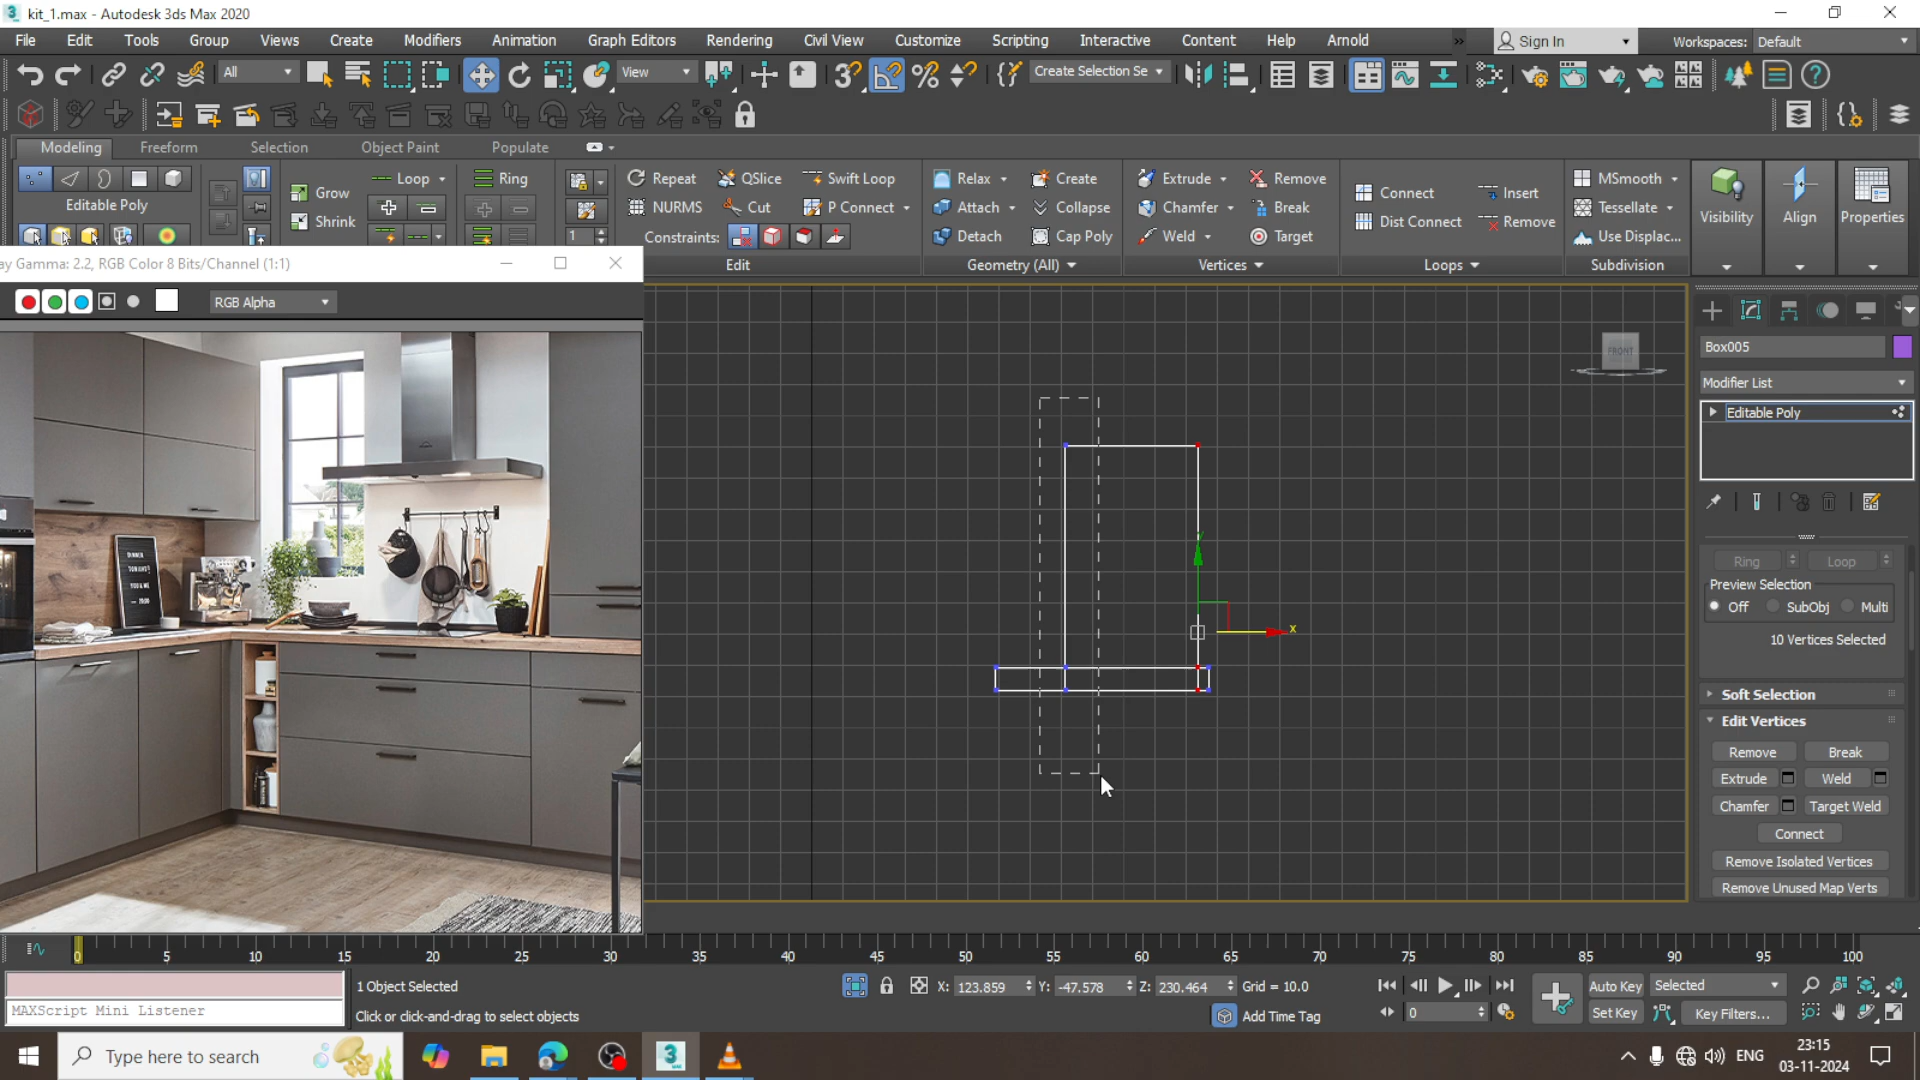 kit_1.max - Autodesk 3ds Max 2020
File Edit Tools Group Views Create Modifiers Animation Graph Editors Rendering Civil View Customize Scripting Interactive Content Help Arnold » Sign In Workspaces: Default
All View Create Selection Se
Modeling Freeform Selection Object Paint Populate
Loop Ring Repeat QSlice Swift Loop Relax Create Extrude Remove MSmooth
Grow Connect Insert
Editable Poly NURMS Cut P Connect Attach Collapse Chamfer Break Tessellate Visibility Align Properties
Shrink Dist Connect Remove
1 Constraints: Detach Cap Poly Weld Target Use Displac...
Edit Geometry (All) Vertices Loops Subdivision
ay Gamma: 2.2, RGB Color 8 Bits/Channel (1:1)
RGB Alpha
FRONT
Box005
Modifier List
Editable Poly
Ring Loop
Preview Selection
Off SubObj Multi
10 Vertices Selected
Soft Selection
Edit Vertices
Remove Break
Extrude Weld
Chamfer Target Weld
Connect
Remove Isolated Vertices
Remove Unused Map Verts
DINNER
YOU & ME
x
0 5 10 15 20 25 30 35 40 45 50 55 60 65 70 75 80 85 90 95 100
1 Object Selected X: 123.859 Y: -47.578 Z: 230.464 Grid = 10.0 Auto Key Selected
MAXScript Mini Listener Click or click-and-drag to select objects Add Time Tag 0 Set Key Key Filters...
Type here to search ENG 23:15
03-11-2024